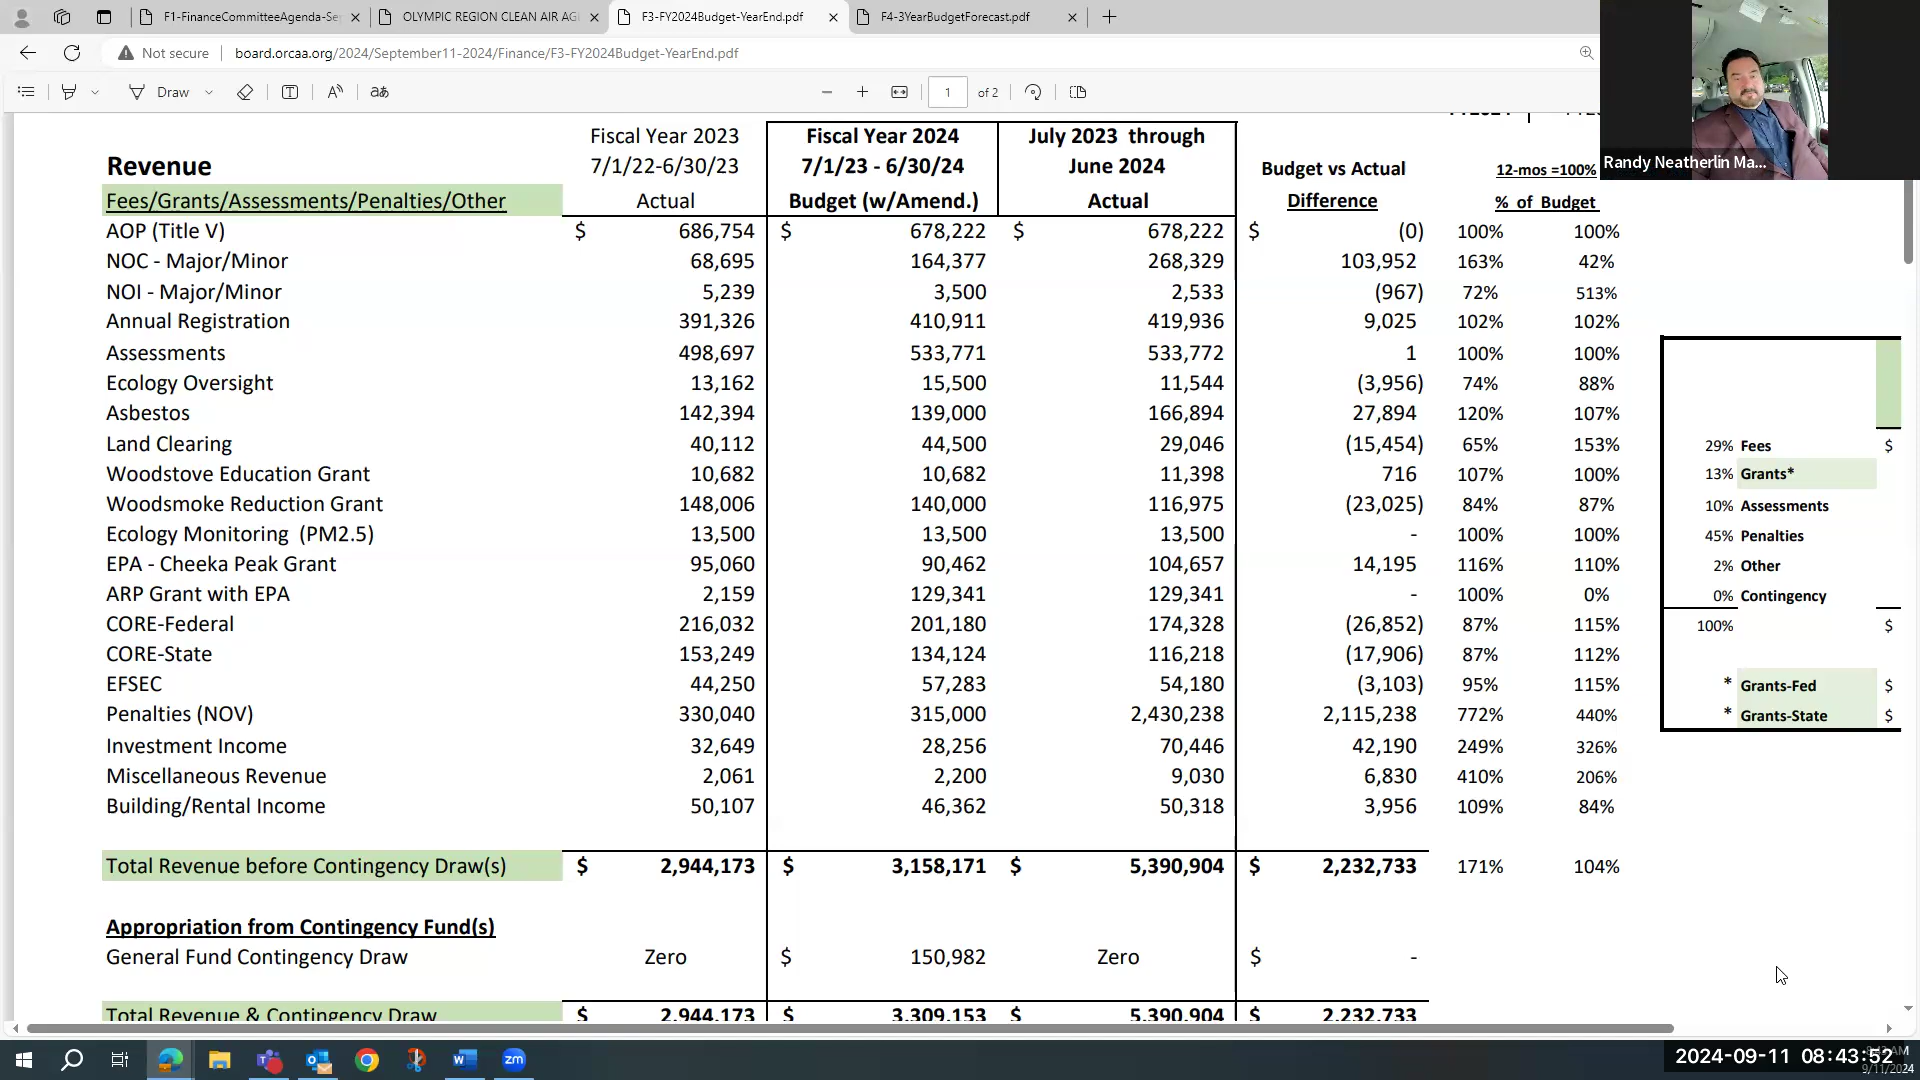 F1-FinanceCommitteeAgenda-Se
OLYMPIC REGION CLEAN AIR AG
F3-FY2024Budget-YearEnd.pdf
F4-3YearBudgetForecast.pdf
Not secure board.orcaa.org/2024/September11-2024/Finance/F3-FY2024Budget-YearEnd.pdf
Draw 1 of 2
Randy Neatherlin Ma...
Fiscal Year 2023 Fiscal Year 2024 July 2023 through
Revenue 7/1/22-6/30/23 7/1/23 - 6/30/24 June 2024 Budget vs Actual 12-mos =100%
Fees/Grants/Assessments/Penalties/Other Actual Budget (w/Amend.) Actual Difference % of Budget
AOP (Title V) $ 686,754 $ 678,222 $ 678,222 $ (0) 100% 100%
NOC - Major/Minor 68,695 164,377 268,329 103,952 163% 42%
NOI - Major/Minor 5,239 3,500 2,533 (967) 72% 513%
Annual Registration 391,326 410,911 419,936 9,025 102% 102%
Assessments 498,697 533,771 533,772 1 100% 100%
Ecology Oversight 13,162 15,500 11,544 (3,956) 74% 88%
Asbestos 142,394 139,000 166,894 27,894 120% 107%
Land Clearing 40,112 44,500 29,046 (15,454) 65% 153%
Woodstove Education Grant 10,682 10,682 11,398 716 107% 100%
Woodsmoke Reduction Grant 148,006 140,000 116,975 (23,025) 84% 87%
Ecology Monitoring (PM2.5) 13,500 13,500 13,500 - 100% 100%
EPA - Cheeka Peak Grant 95,060 90,462 104,657 14,195 116% 110%
ARP Grant with EPA 2,159 129,341 129,341 - 100% 0%
CORE-Federal 216,032 201,180 174,328 (26,852) 87% 115%
CORE-State 153,249 134,124 116,218 (17,906) 87% 112%
EFSEC 44,250 57,283 54,180 (3,103) 95% 115%
Penalties (NOV) 330,040 315,000 2,430,238 2,115,238 772% 440%
Investment Income 32,649 28,256 70,446 42,190 249% 326%
Miscellaneous Revenue 2,061 2,200 9,030 6,830 410% 206%
Building/Rental Income 50,107 46,362 50,318 3,956 109% 84%
Total Revenue before Contingency Draw(s) $ 2,944,173 $ 3,158,171 $ 5,390,904 $ 2,232,733 171% 104%
Appropriation from Contingency Fund(s)
General Fund Contingency Draw Zero $ 150,982 Zero $ -
Total Revenue & Contingency Draw $ 2,944,173 $ 3,309,153 $ 5,390,904 $ 2,232,733
29% Fees $
13% Grants*
10% Assessments
45% Penalties
2% Other
0% Contingency
100% $
* Grants-Fed $
* Grants-State $
zm
2024-09-11 08:43:52
9/11/2024